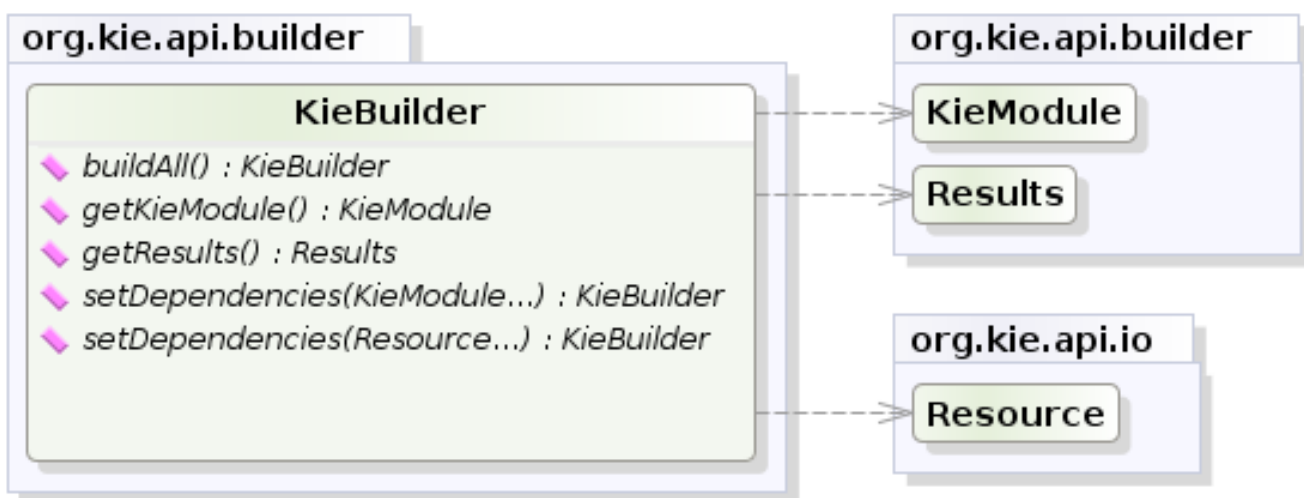 org.kie.api.builder
KieBuilder
buildAll() : KieBuilder
getKieModule() : KieModule
getResults() : Results
setDependencies(KieModule...) : KieBuilder
setDependencies(Resource...) : KieBuilder
org.kie.api.builder
KieModule
Results
org.kie.api.io
Resource